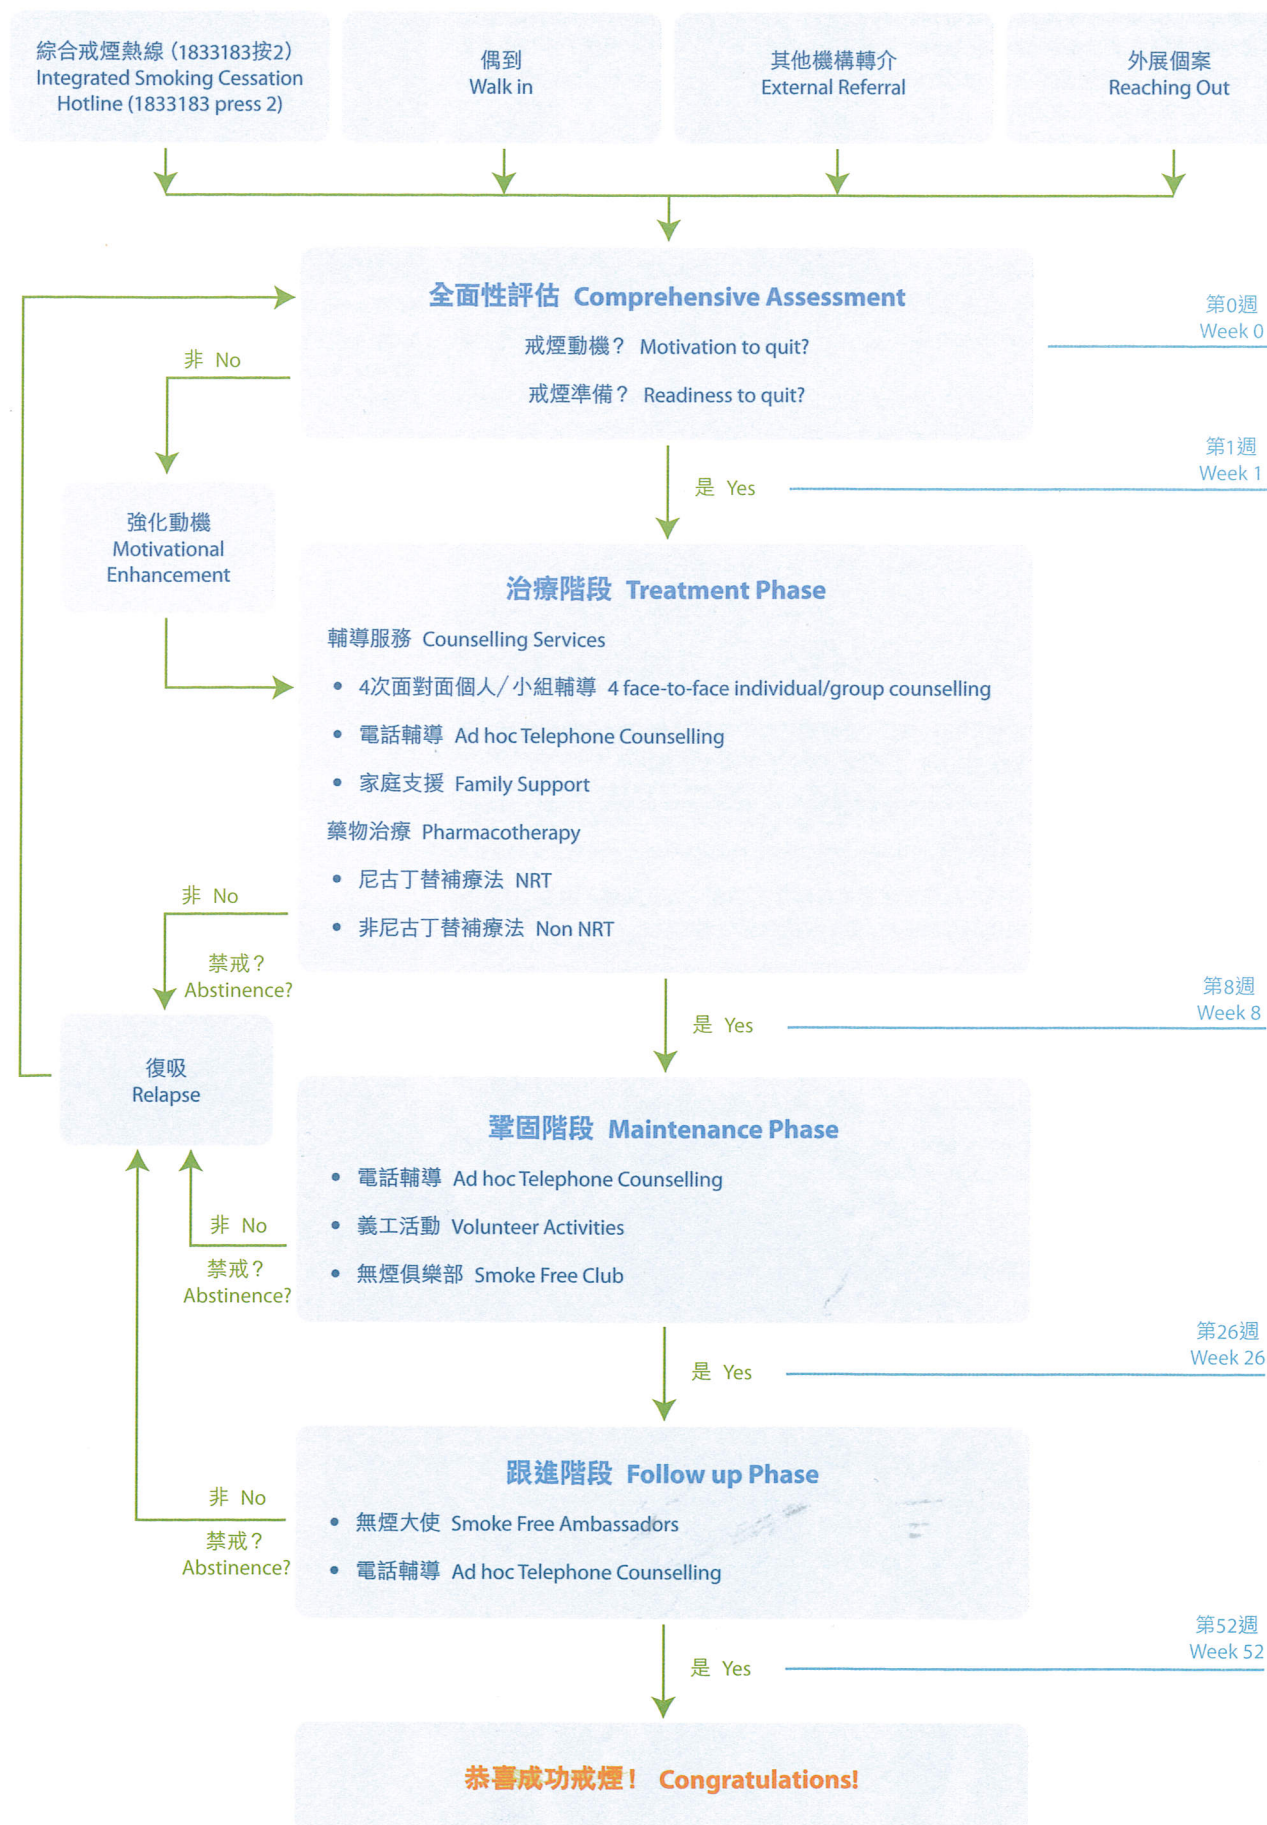 綜合戒煙熱線（1833183按2）
Integrated Smoking Cessation
Hotline (1833183 press 2)
偶到
Walk in
其他機構轉介
External Referral
外展個案
Reaching Out
全面性評估 Comprehensive Assessment
戒煙動機？ Motivation to quit?
戒煙準備？ Readiness to quit?
第0週
Week 0
非 No
是 Yes
第1週
Week 1
強化動機
Motivational
Enhancement
治療階段 Treatment Phase
輔導服務 Counselling Services
• 4次面對面個人/小組輔導 4 face-to-face individual/group counselling
• 電話輔導 Ad hoc Telephone Counselling
• 家庭支援 Family Support
藥物治療 Pharmacotherapy
• 尼古丁替補療法 NRT
• 非尼古丁替補療法 Non NRT
非 No
禁戒？
Abstinence?
是 Yes
第8週
Week 8
復吸
Relapse
鞏固階段 Maintenance Phase
• 電話輔導 Ad hoc Telephone Counselling
• 義工活動 Volunteer Activities
• 無煙俱樂部 Smoke Free Club
非 No
禁戒？
Abstinence?
是 Yes
第26週
Week 26
跟進階段 Follow up Phase
• 無煙大使 Smoke Free Ambassadors
• 電話輔導 Ad hoc Telephone Counselling
非 No
禁戒？
Abstinence?
是 Yes
第52週
Week 52
恭喜成功戒煙！ Congratulations!